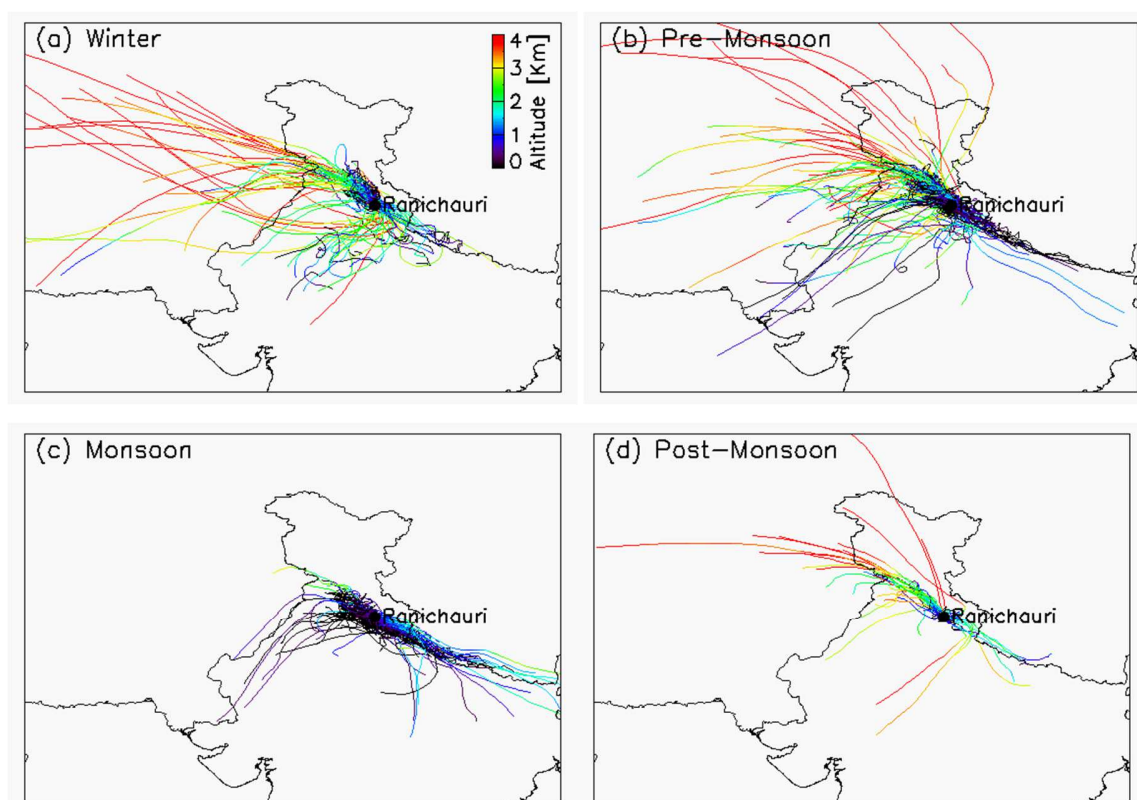 (a) Winter
4
3
2
1
0
Altitude [Km]
Ranichauri
(b) Pre-Monsoon
Ranichauri
(c) Monsoon
Ranichauri
(d) Post-Monsoon
Ranichauri